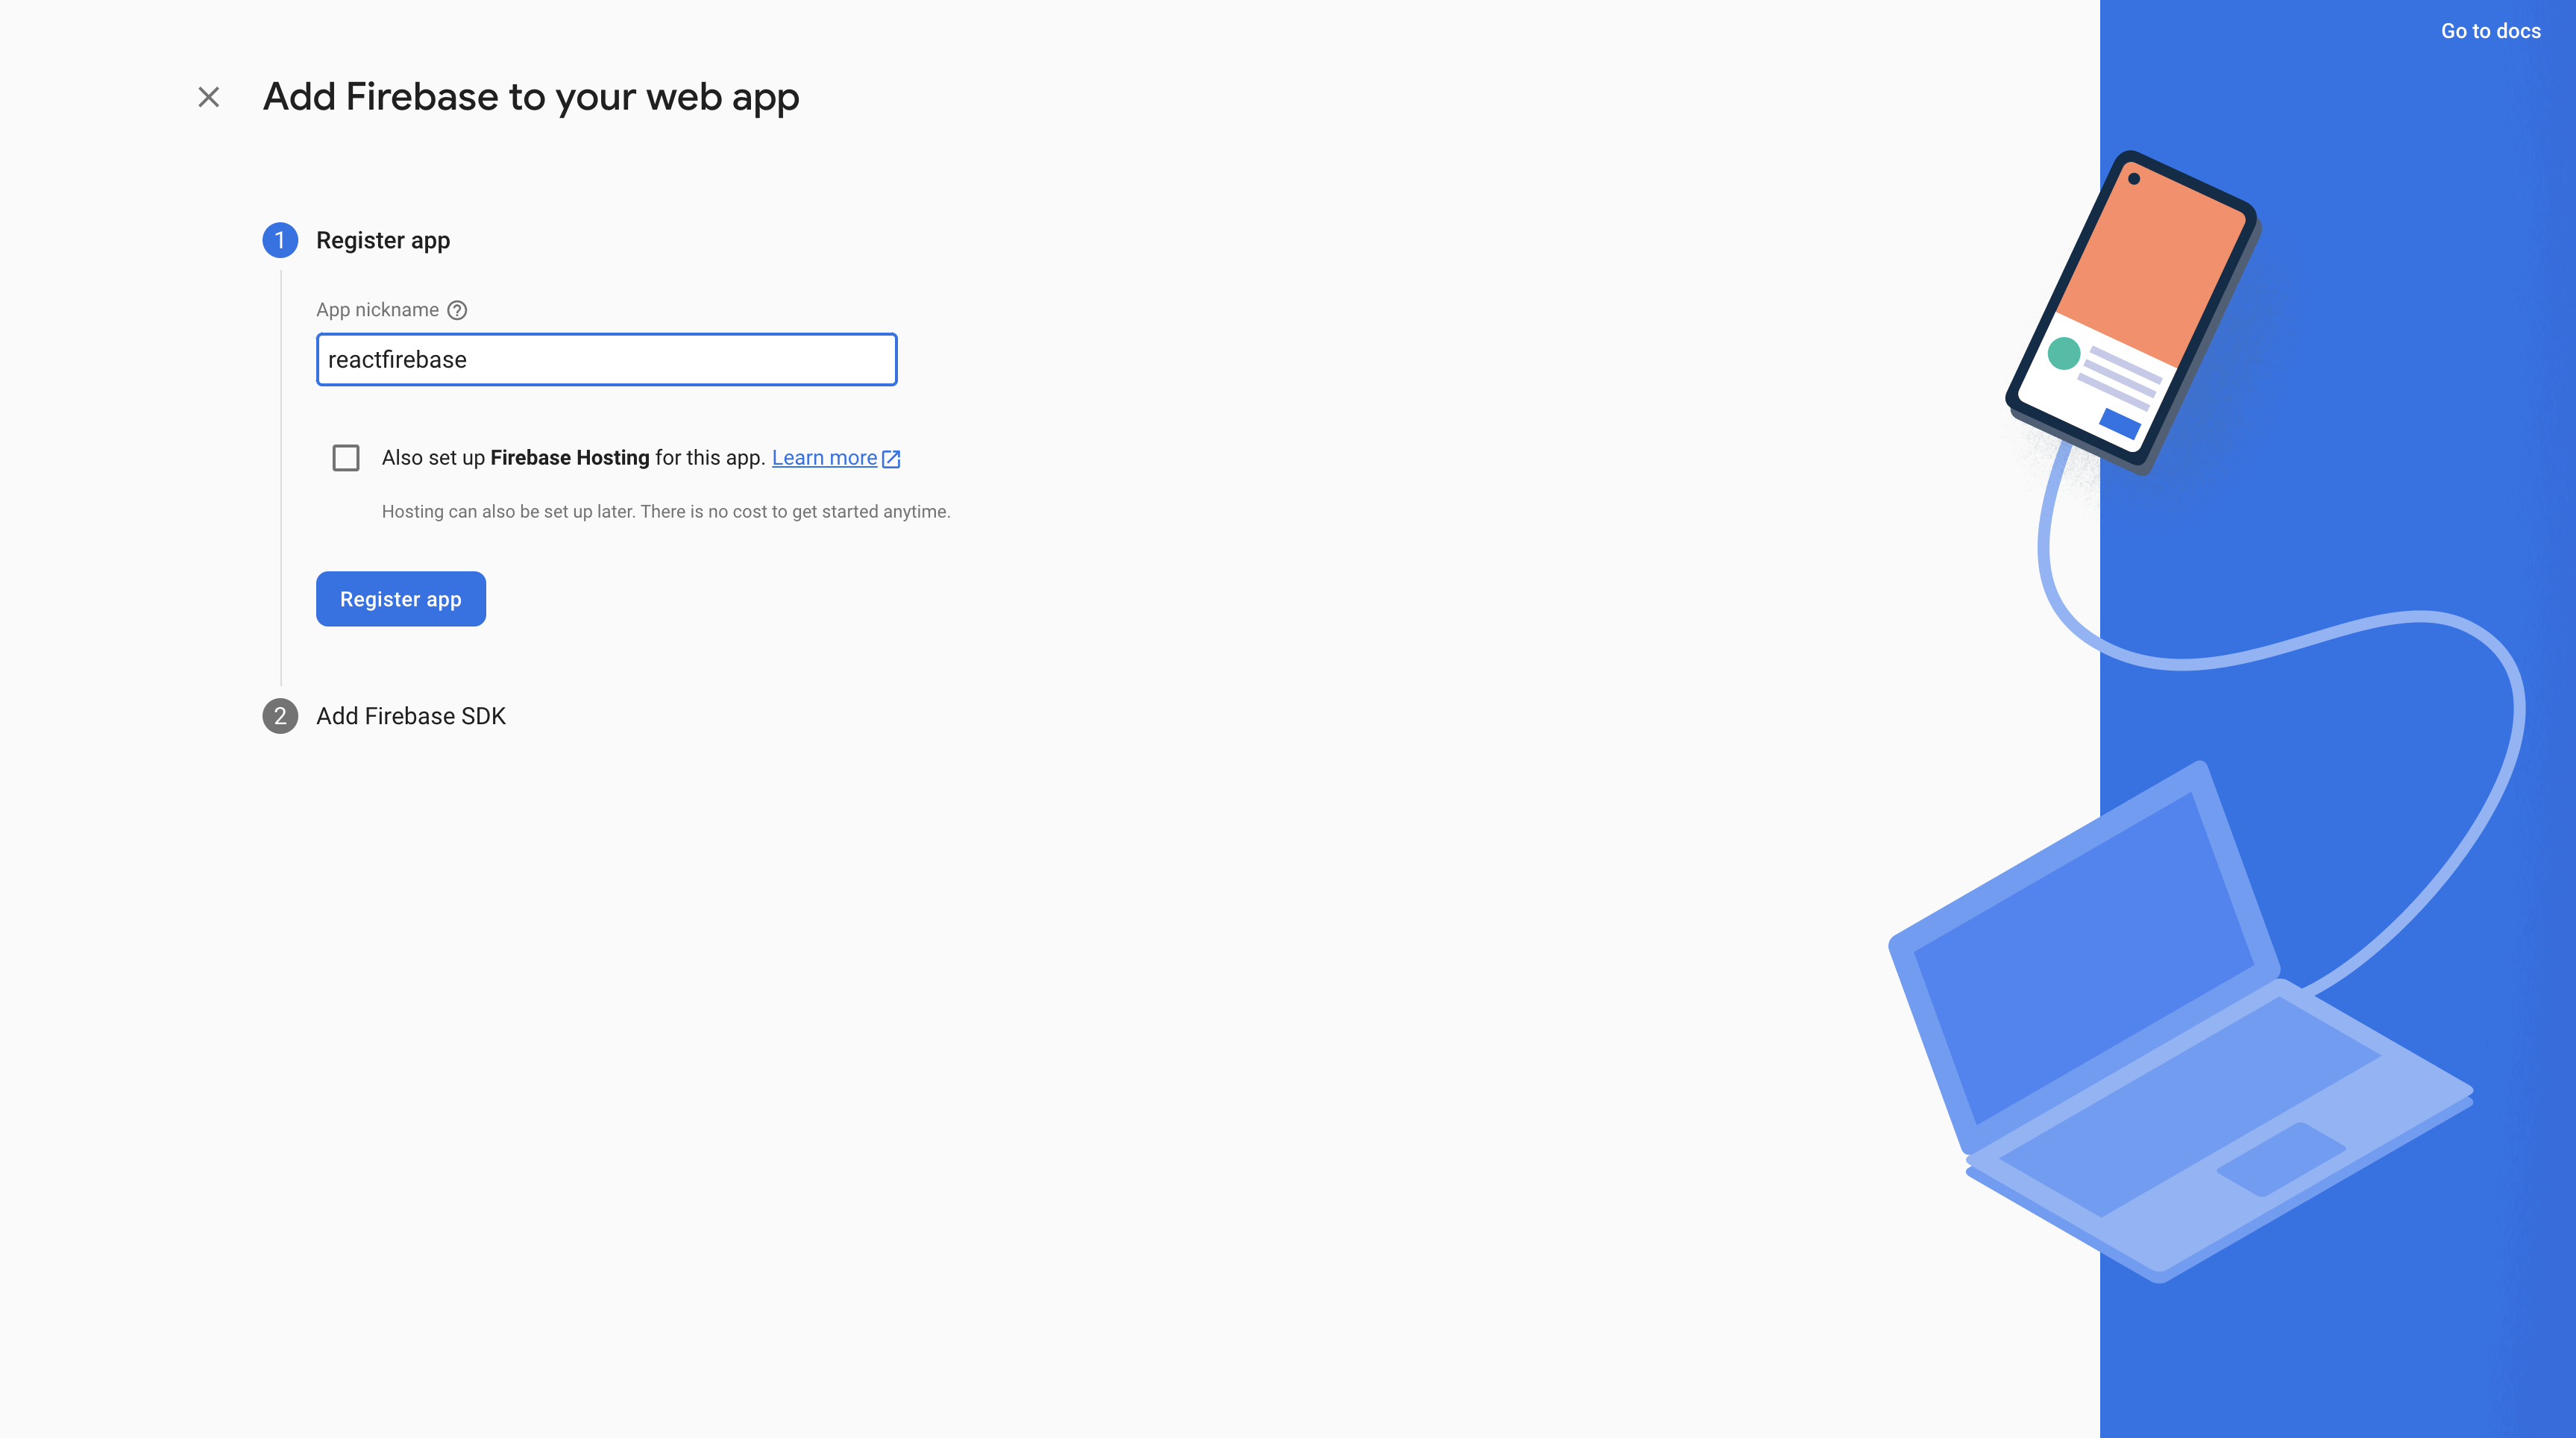 Go to docs
Add Firebase to your web app
1 Register app
App nickname
reactfirebase
Also set up Firebase Hosting for this app. Learn more
Hosting can also be set up later. There is no cost to get started anytime.
Register app
2 Add Firebase SDK